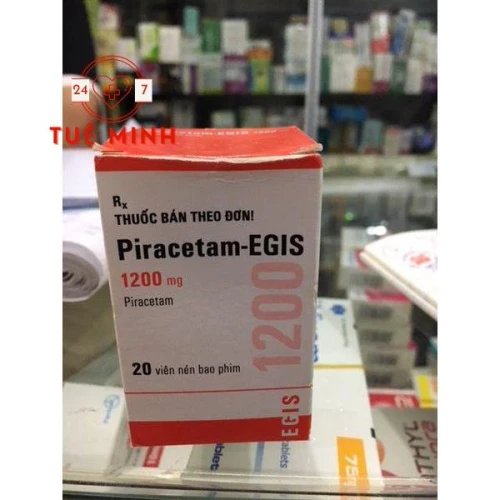 24
7
TUỆ MINH
Rx
THUỐC BÁN THEO ĐƠN!
Piracetam-EGIS
1200 mg
Piracetam
1200
20 viên nén bao phim
EGIS